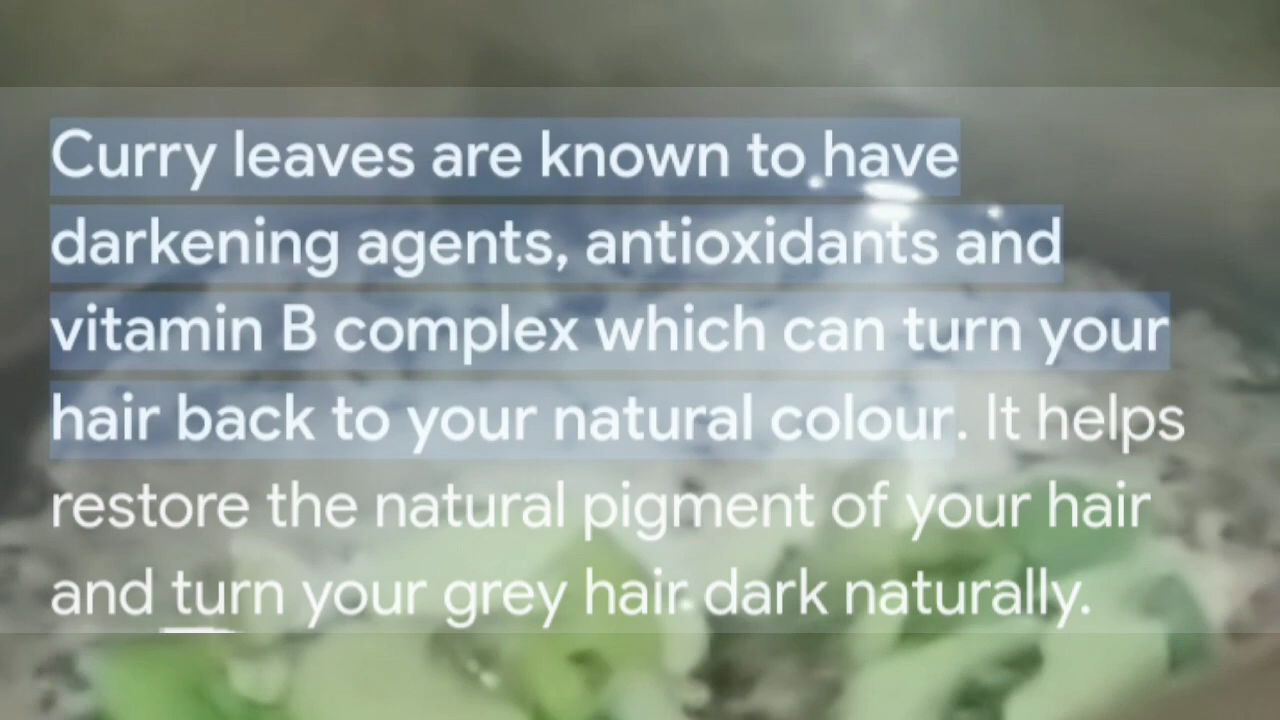 Curry leaves are known to have
darkening agents, antioxidants and
vitamin B complex which can turn your
hair back to your natural colour. It helps
restore the natural pigment of your hair
and turn your grey hair dark naturally.